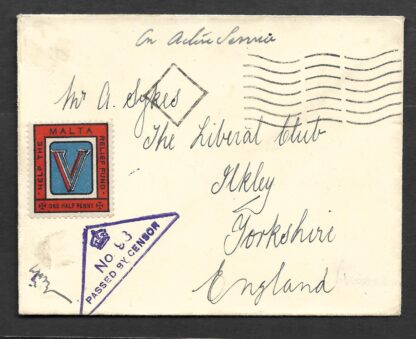 On Active Service
Mr A. Sykes
The Liberal Club
Ilkley
Yorkshire
England
MALTA
HELP THE
RELIEF FUND
V
ONE HALF PENNY
No 83
PASSED BY CENSOR